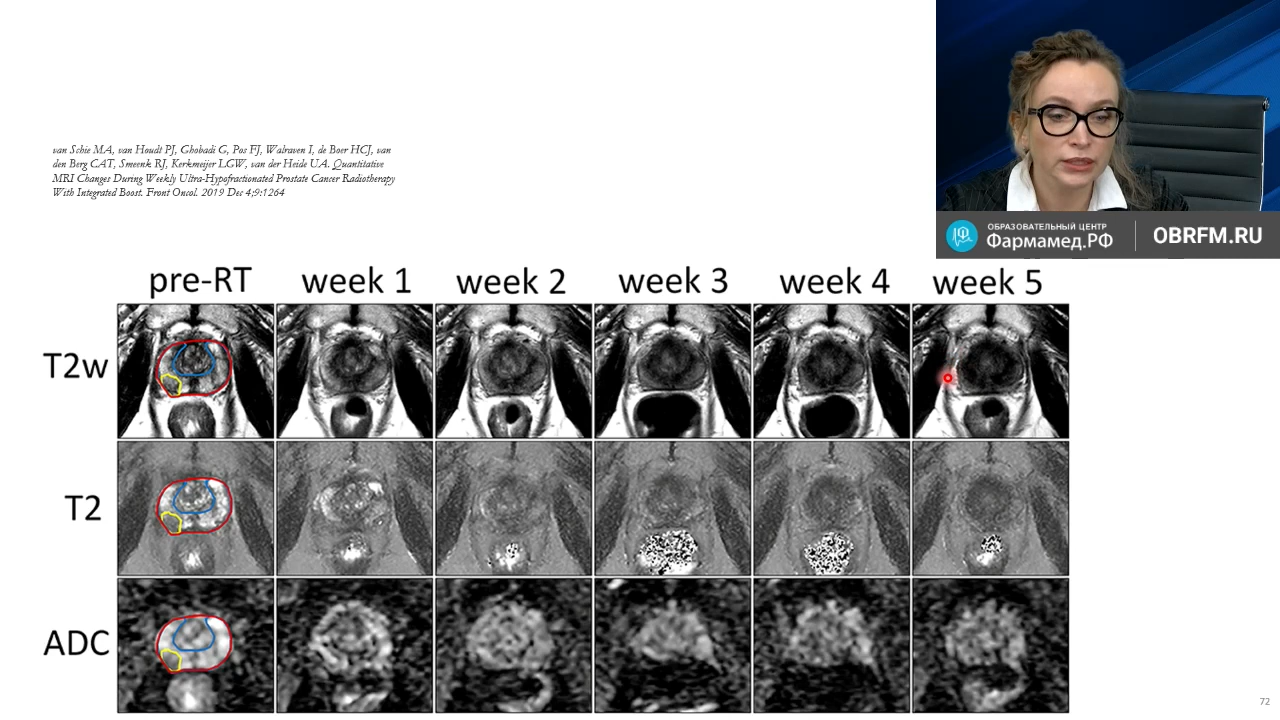 van Schie MA, van Houdt PJ, Ghobadi G, Pos FJ, Walraven I, de Boer HCJ, van
den Berg CAT, Smeenk RJ, Kerkmeijer LGW, van der Heide UA. Quantitative
MRI Changes During Weekly Ultra-Hypofractionated Prostate Cancer Radiotherapy
With Integrated Boost. Front Oncol. 2019 Dec 4;9:1264
ОБРАЗОВАТЕЛЬНЫЙ ЦЕНТР
Фармамед.РФ
OBRFM.RU
pre-RT week 1 week 2 week 3 week 4 week 5
T2w
T2
ADC
72